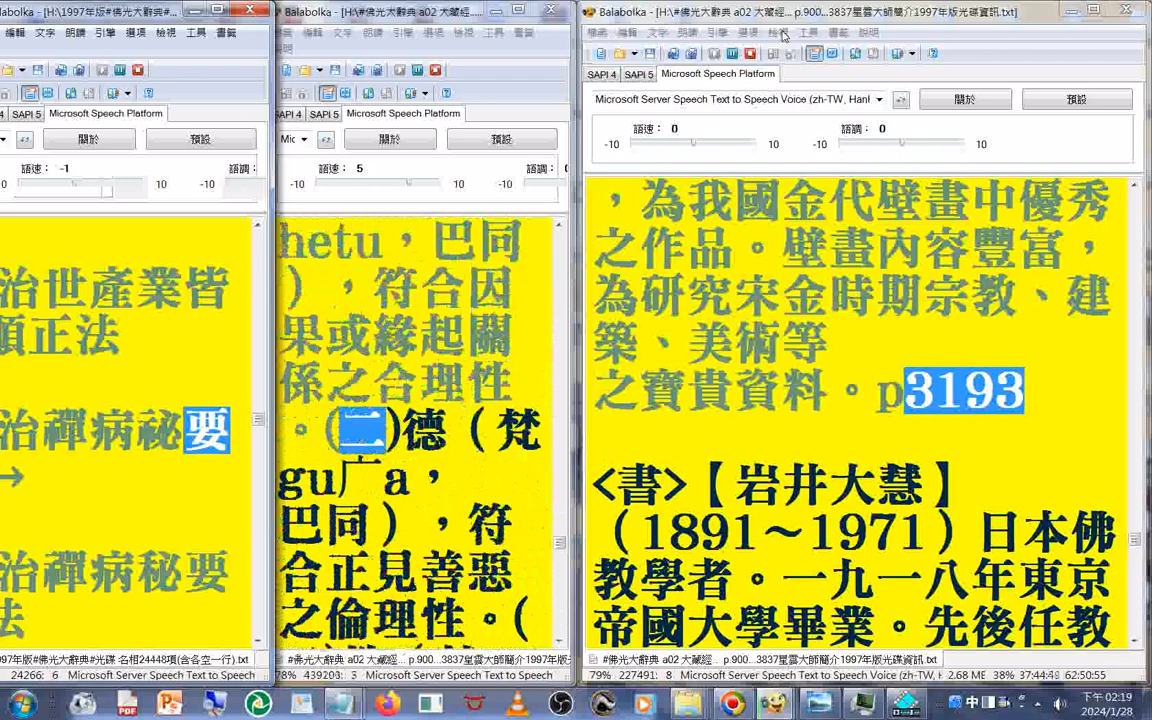 Balabolka - [H:\1997年版#佛光大辭典#...
編輯 文字 朗讀 引擎 選項 檢視 工具 書籤
4 SAPI 5 Microsoft Speech Platform
關於 預設
語速： -1 語調：
0 10 -10
治世產業皆
順正法
治禪病祕要
→
治禪病秘要
法
997年版#佛光大辭典#光碟 名相24448項(含各空一行).txt
24266: 6 Microsoft Server Speech Text to Speech
Balabolka - [H:\#佛光大辭典 a02 大藏經...
檔案 編輯 文字 朗讀 引擎 選項 檢視 工具 書籤
說明
API 4 SAPI 5 Microsoft Speech Platform
Mic 關於 預設
語速： 5 語調： 0
-10 10 -10
hetu，巴同
），符合因
果或緣起關
係之合理性
。(二)德（梵
gu广a，
巴同），符
合正見善惡
之倫理性。(
#佛光大辭典 a02 大藏經... p.900...3837星雲大師簡介1997年版光碟資訊.txt
78% 439203: 3 Microsoft Server Speech Text to Speech
Balabolka - [H:\#佛光大辭典 a02 大藏經... p.900...3837星雲大師簡介1997年版光碟資訊.txt]
檔案 編輯 文字 朗讀 引擎 選項 檢視 工具 書籤 說明
SAPI 4 SAPI 5 Microsoft Speech Platform
Microsoft Server Speech Text to Speech Voice (zh-TW, Hanl 關於 預設
語速： 0 語調： 0
-10 10 -10 10
，為我國金代壁畫中優秀
之作品。壁畫內容豐富，
為研究宋金時期宗教、建
築、美術等
之寶貴資料。p3193
<書>【岩井大慧】
（1891～1971）日本佛
教學者。一九一八年東京
帝國大學畢業。先後任教
#佛光大辭典 a02 大藏經... p.900...3837星雲大師簡介1997年版光碟資訊.txt
79% 227491: 8 Microsoft Server Speech Text to Speech Voice (zh- 2.68 MB 38% 37:44:49 62:50:55
PDF
中
下午 02:19
2024/1/28